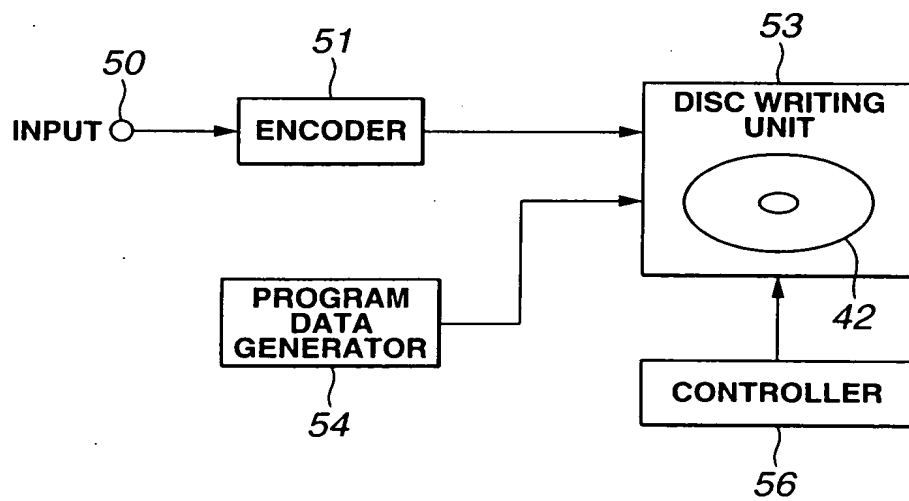 50
51
53
INPUT
ENCODER
DISC WRITING
UNIT
PROGRAM
DATA
GENERATOR
42
54
CONTROLLER
56